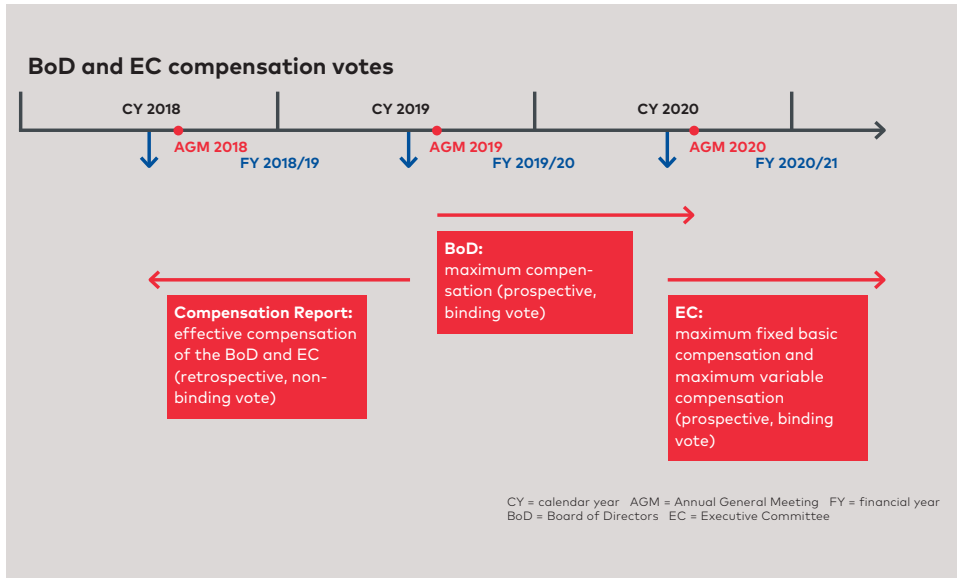 BoD and EC compensation votes
CY 2018
CY 2019
CY 2020
AGM 2018
AGM 2019
AGM 2020
FY 2018/19
FY 2019/20
FY 2020/21
BoD:
maximum compen-
sation (prospective,
binding vote)
Compensation Report:
effective compensation
of the BoD and EC
(retrospective, non-
binding vote)
EC:
maximum fixed basic
compensation and
maximum variable
compensation
(prospective, binding
vote)
CY = calendar year AGM = Annual General Meeting FY = financial year
BoD = Board of Directors EC = Executive Committee